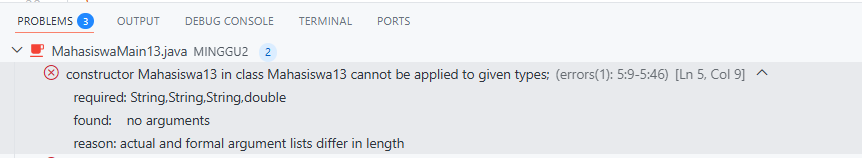 PROBLEMS 3 OUTPUT DEBUG CONSOLE TERMINAL PORTS
MahasiswaMain13.java MINGGU2 2
constructor Mahasiswa13 in class Mahasiswa13 cannot be applied to given types; (errors(1): 5:9-5:46) [Ln 5, Col 9]
required: String,String,String,double
found: no arguments
reason: actual and formal argument lists differ in length